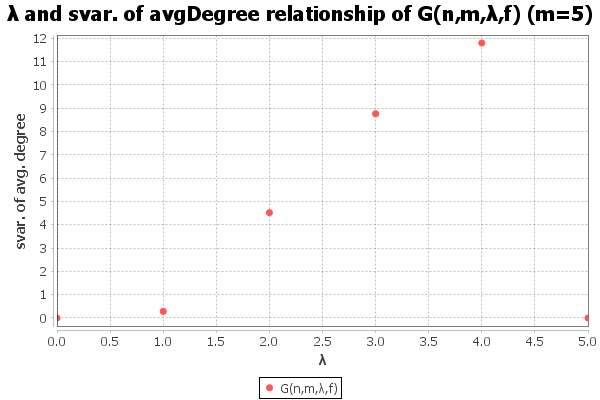 λ and svar. of avgDegree relationship of G(n,m,λ,f) (m=5)
svar. of avg. degree
12
11
10
9
8
7
6
5
4
3
2
1
0
0.0 0.5 1.0 1.5 2.0 2.5 3.0 3.5 4.0 4.5 5.0
λ
G(n,m,λ,f)